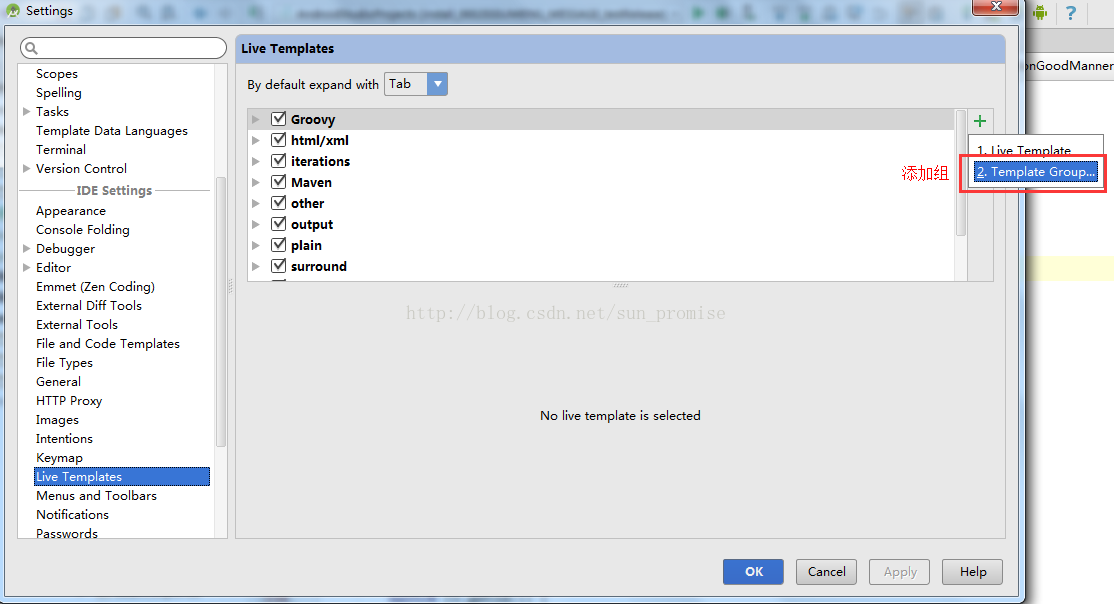 Settings
?
Live Templates
onGoodManner
Scopes
By default expand with Tab
Spelling
Tasks
Template Data Languages
Terminal
Version Control
IDE Settings
Appearance
Console Folding
Debugger
Editor
Emmet (Zen Coding)
External Diff Tools
External Tools
File and Code Templates
File Types
General
HTTP Proxy
Images
Intentions
Keymap
Live Templates
Menus and Toolbars
Notifications
Passwords
Groovy
html/xml
iterations
Maven
other
output
plain
surround
1. Live Template
2. Template Group...
添加组
http://blog.csdn.net/sun_promise
No live template is selected
OK
Cancel
Apply
Help